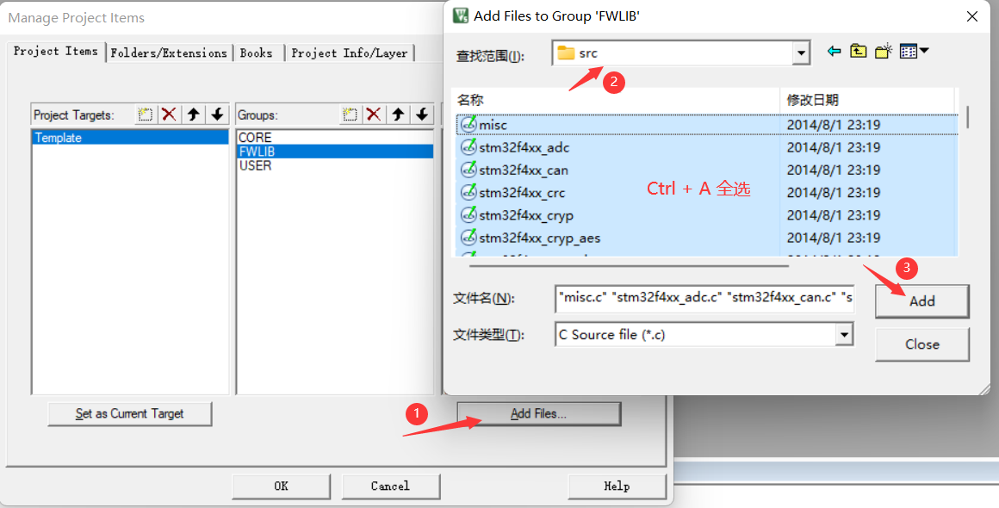 Manage Project Items
Project Items
Folders/Extensions
Books
Project Info/Layer
Project Targets:
Groups:
Template
CORE
FWLIB
USER
Set as Current Target
1
Add Files...
OK
Cancel
Help
Add Files to Group 'FWLIB'
查找范围(I):
src
2
名称
修改日期
misc
2014/8/1 23:19
stm32f4xx_adc
2014/8/1 23:19
stm32f4xx_can
2014/8/1 23:19
stm32f4xx_crc
2014/8/1 23:19
stm32f4xx_cryp
2014/8/1 23:19
stm32f4xx_cryp_aes
2014/8/1 23:19
Ctrl + A 全选
3
文件名(N):
"misc.c" "stm32f4xx_adc.c" "stm32f4xx_can.c" "s
Add
文件类型(T):
C Source file (*.c)
Close